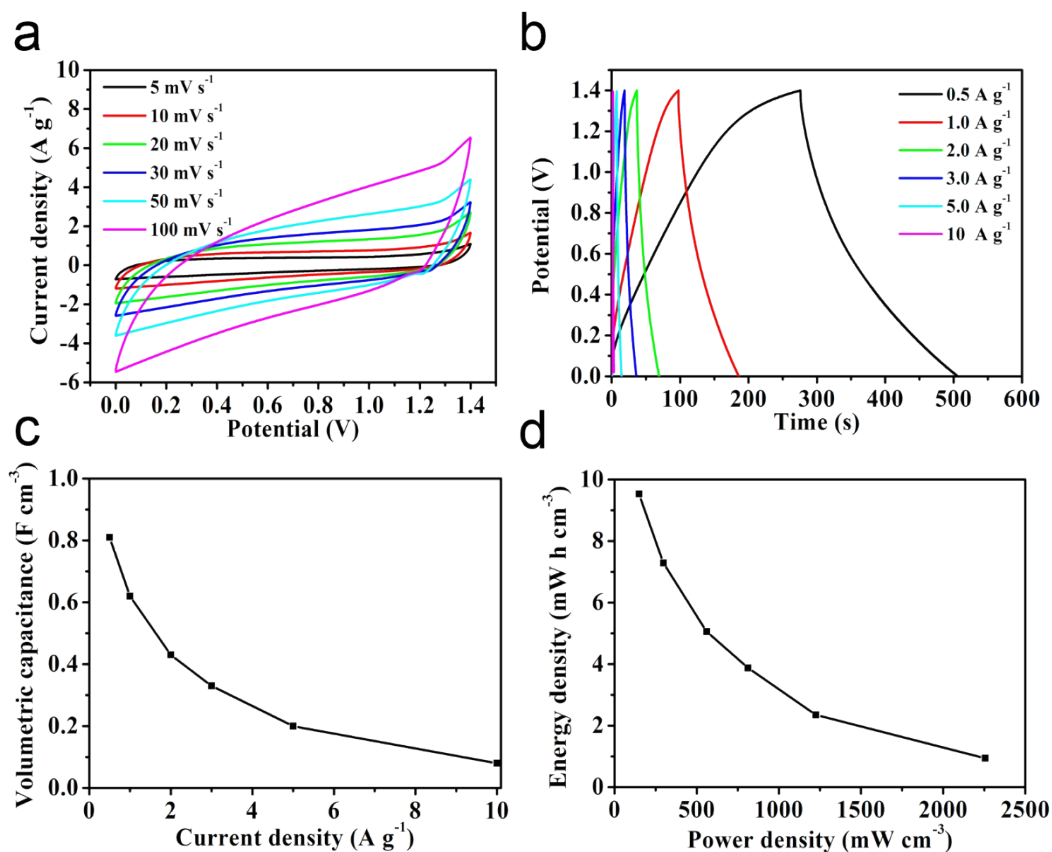 a
10
8
6
4
2
0
-2
-4
-6
Current density (A g⁻¹)
5 mV s⁻¹
10 mV s⁻¹
20 mV s⁻¹
30 mV s⁻¹
50 mV s⁻¹
100 mV s⁻¹
0.0 0.2 0.4 0.6 0.8 1.0 1.2 1.4
Potential (V)
b
1.4
1.2
1.0
0.8
0.6
0.4
0.2
0.0
Potential (V)
0.5 A g⁻¹
1.0 A g⁻¹
2.0 A g⁻¹
3.0 A g⁻¹
5.0 A g⁻¹
10 A g⁻¹
0 100 200 300 400 500 600
Time (s)
c
1.0
0.8
0.6
0.4
0.2
0.0
Volumetric capacitance (F cm⁻³)
0 2 4 6 8 10
Current density (A g⁻¹)
d
10
8
6
4
2
0
Energy density (mW h cm⁻³)
0 500 1000 1500 2000 2500
Power density (mW cm⁻³)